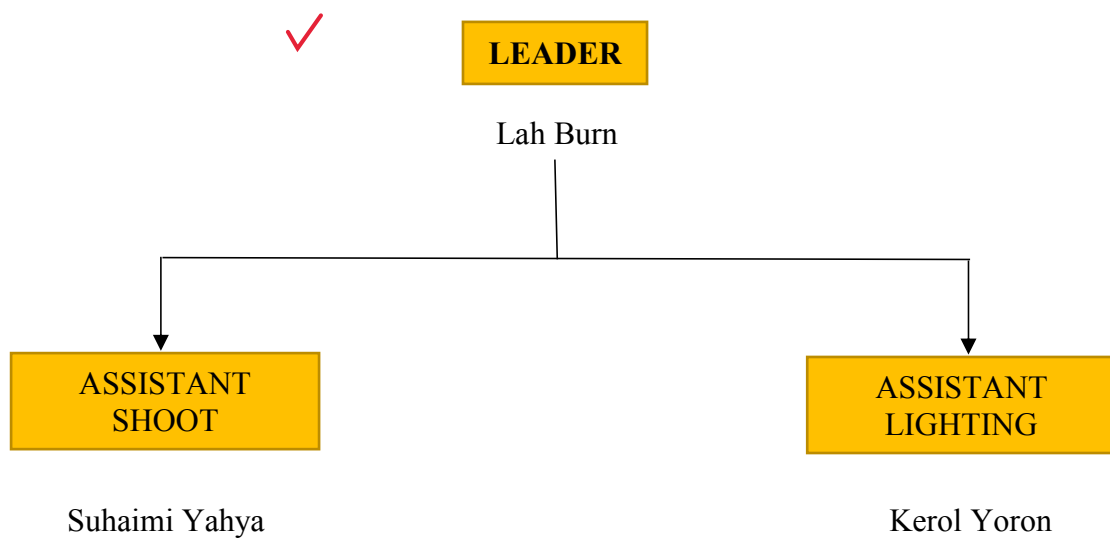 LEADER
Lah Burn
ASSISTANT
SHOOT
ASSISTANT
LIGHTING
Suhaimi Yahya
Kerol Yoron